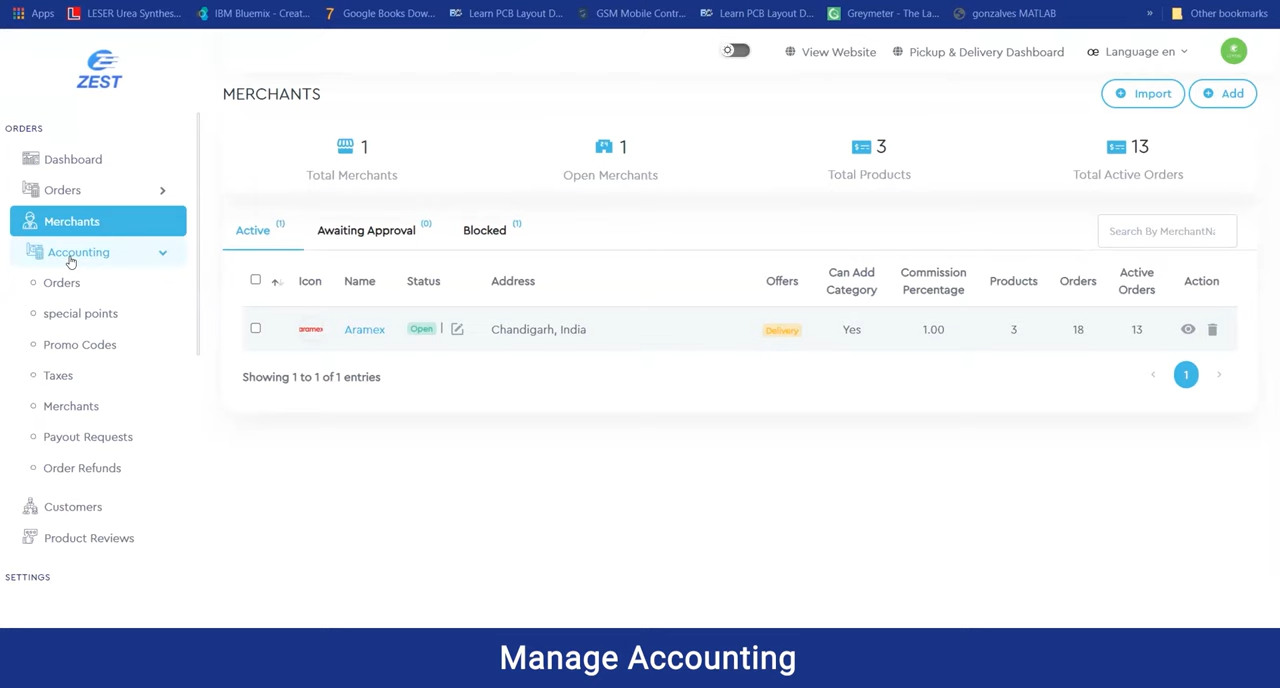 Apps
LESER Urea Synthes...
IBM Bluemix - Creat...
Google Books Dow...
Learn PCB Layout D...
GSM Mobile Contr...
Learn PCB Layout D...
Greymeter - The La...
gonzalves MATLAB
»
Other bookmarks
ZEST
View Website
Pickup & Delivery Dashboard
Language en
MERCHANTS
Import
Add
ORDERS
Dashboard
Orders
Merchants
Accounting
Orders
special points
Promo Codes
Taxes
Merchants
Payout Requests
Order Refunds
Customers
Product Reviews
SETTINGS
1
Total Merchants
1
Open Merchants
3
Total Products
13
Total Active Orders
Active (1)
Awaiting Approval (0)
Blocked (1)
Search By MerchantNa
Icon Name Status Address Offers Can Add Category Commission Percentage Products Orders Active Orders Action
aramex Aramex Open | Chandigarh, India Delivery Yes 1.00 3 18 13
Showing 1 to 1 of 1 entries
‹ 1 ›
Manage Accounting